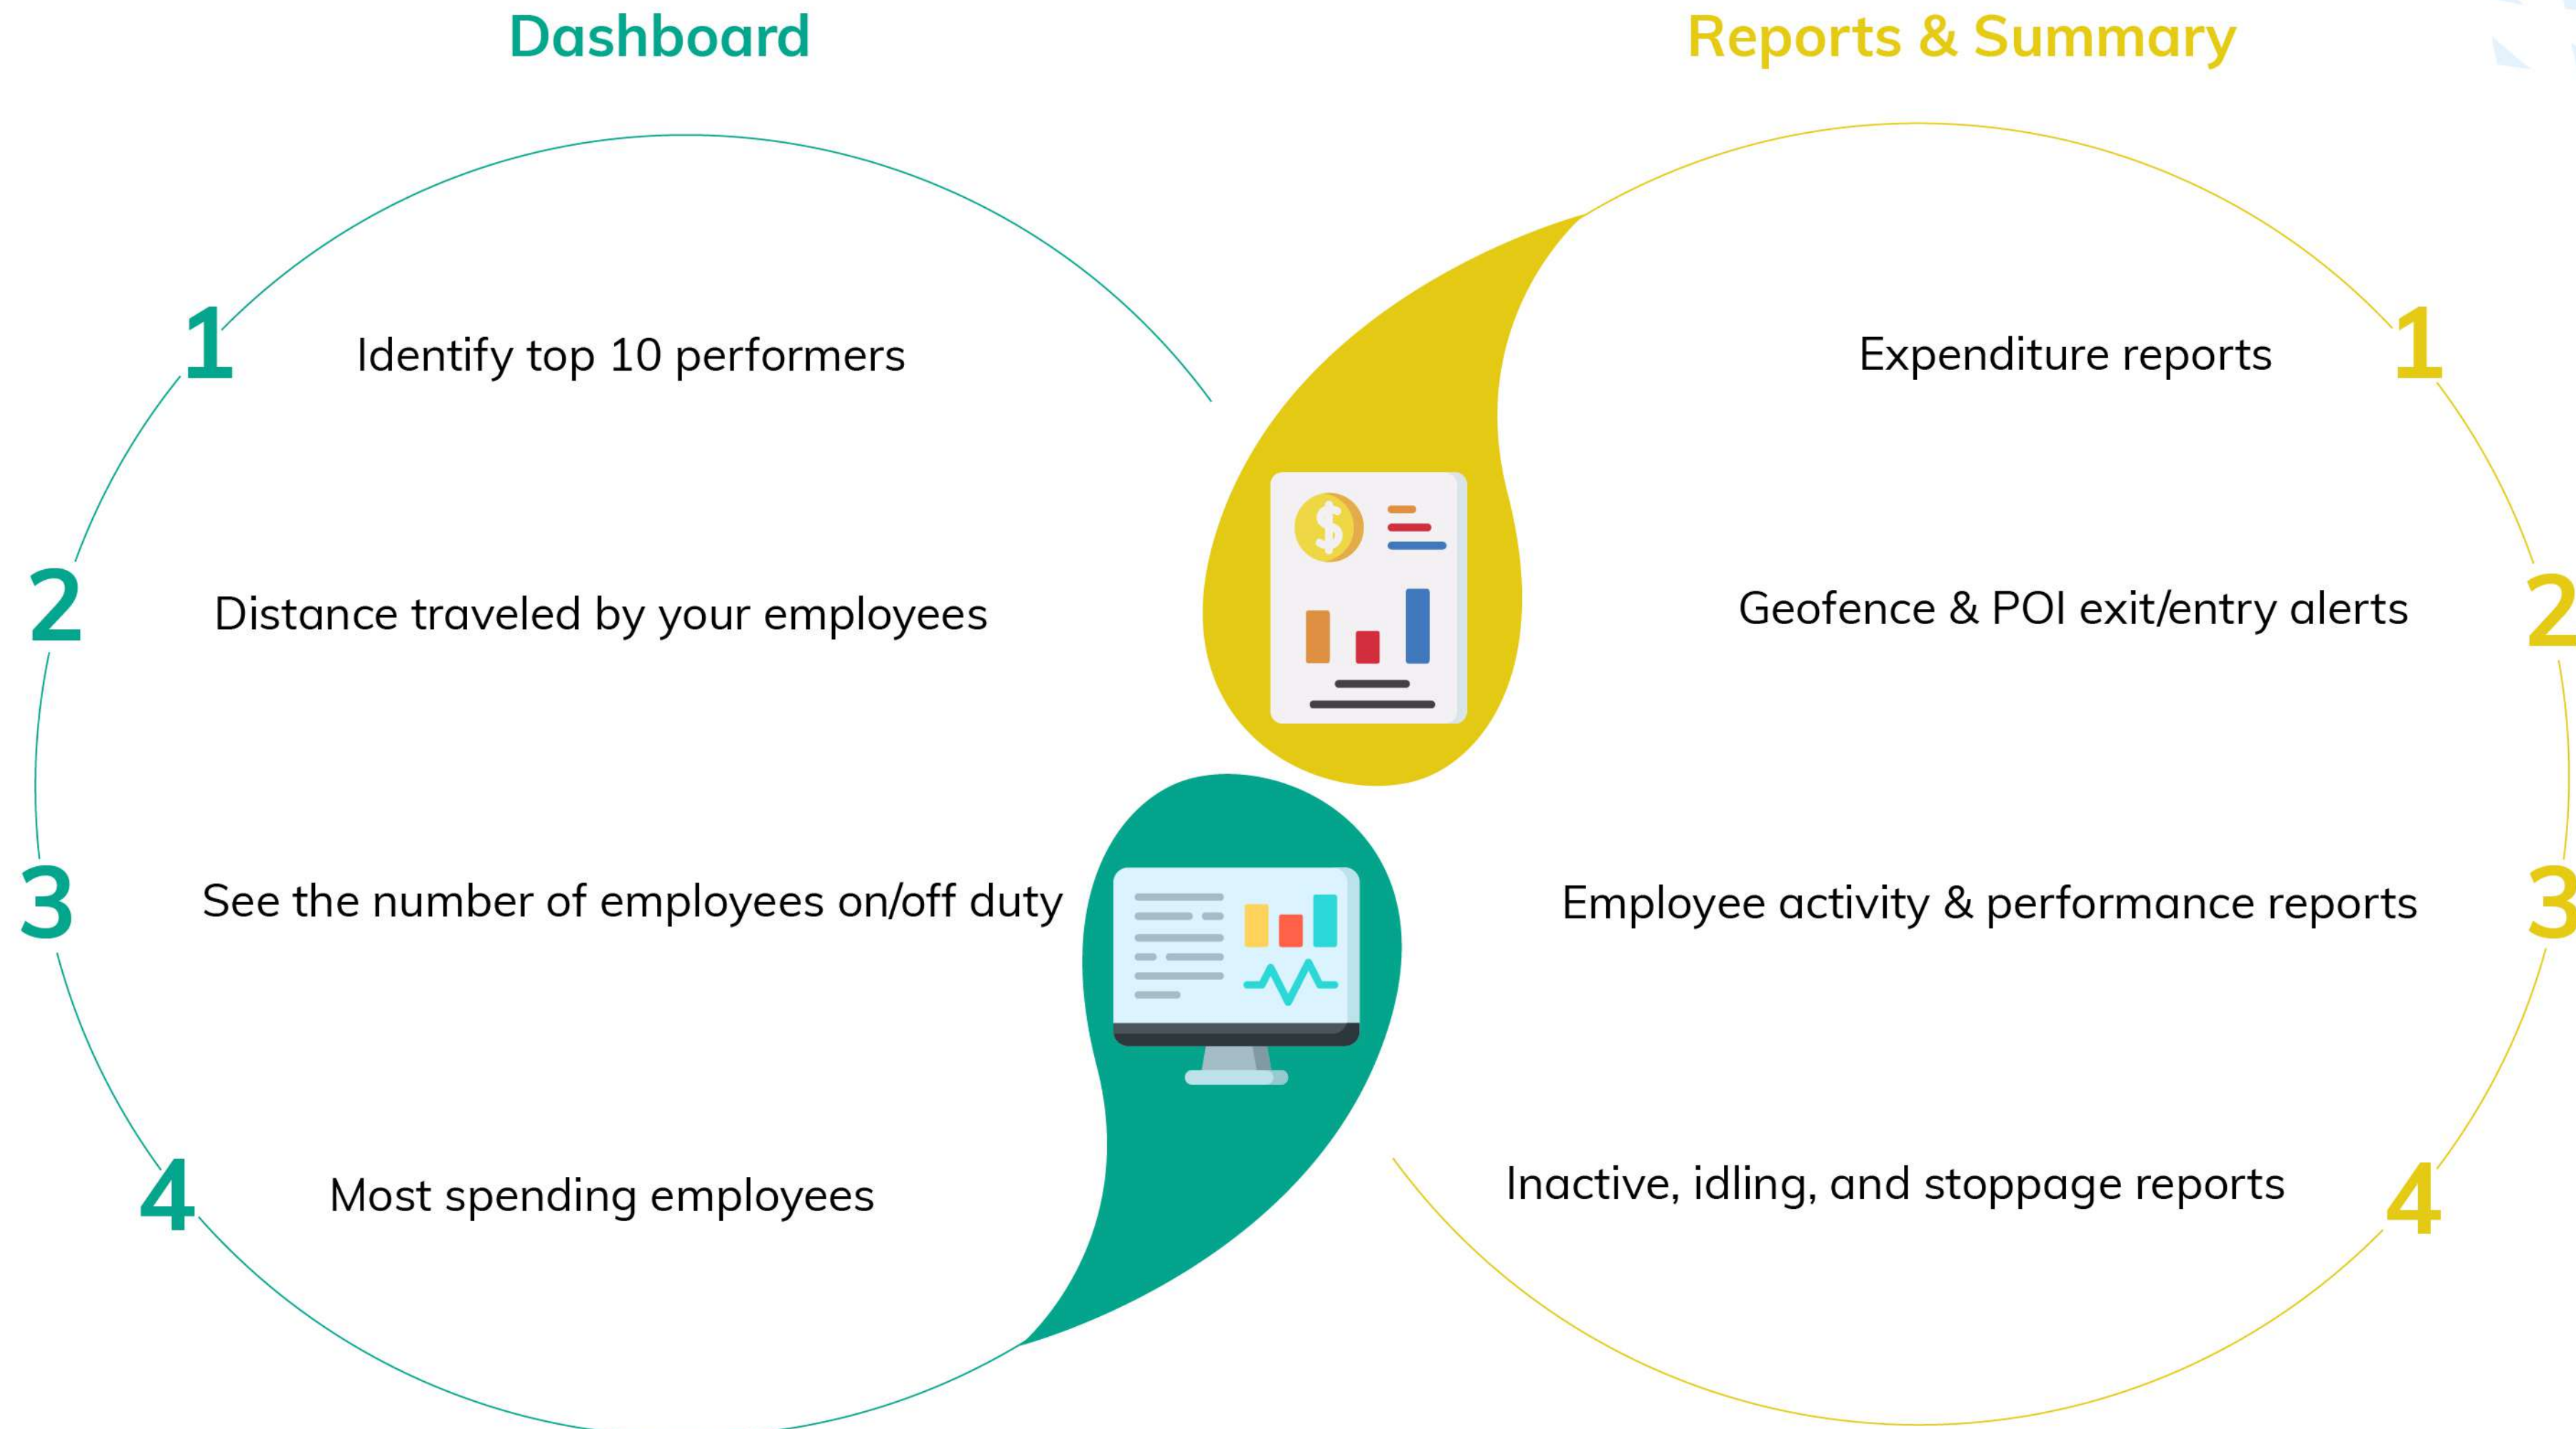 Dashboard
1 Identify top 10 performers
2 Distance traveled by your employees
3 See the number of employees on/off duty
4 Most spending employees
Reports & Summary
Expenditure reports 1
Geofence & POI exit/entry alerts 2
Employee activity & performance reports 3
Inactive, idling, and stoppage reports 4
$